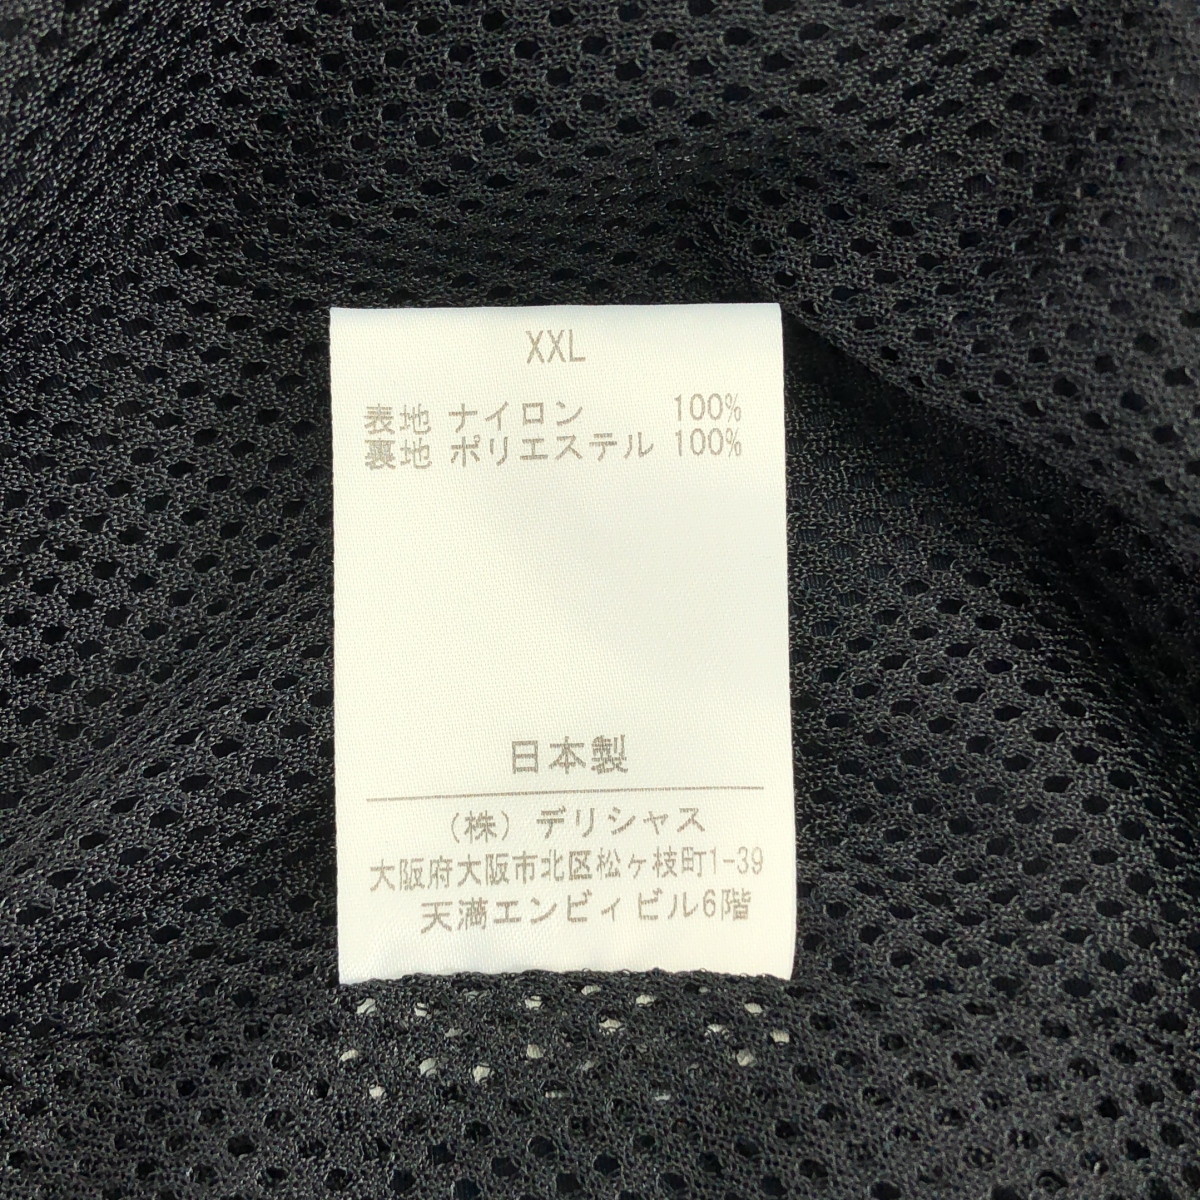 XXL
表地 ナイロン 100%
裏地 ポリエステル 100%
日本製
（株）デリシャス
大阪府大阪市北区松ヶ枝町1-39
天満エンビィビル6階